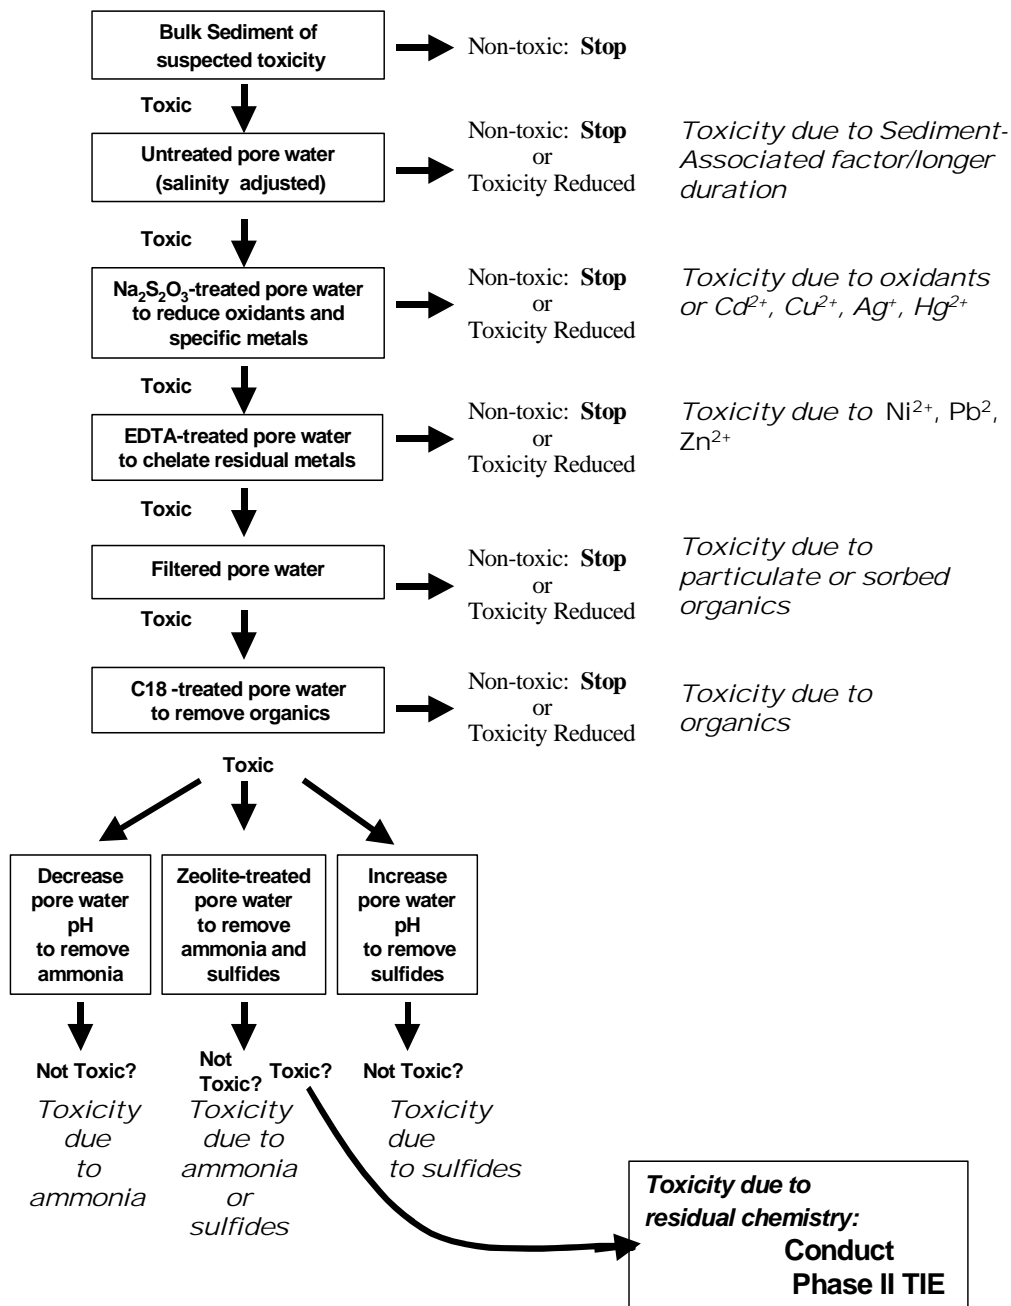 Bulk Sediment of
suspected toxicity
Non-toxic: Stop
Toxic
Untreated pore water
(salinity adjusted)
Non-toxic: Stop
or
Toxicity Reduced
Toxicity due to Sediment-
Associated factor/longer
duration
Toxic
Na₂S₂O₃-treated pore water
to reduce oxidants and
specific metals
Non-toxic: Stop
or
Toxicity Reduced
Toxicity due to oxidants
or Cd²⁺, Cu²⁺, Ag⁺, Hg²⁺
Toxic
EDTA-treated pore water
to chelate residual metals
Non-toxic: Stop
or
Toxicity Reduced
Toxicity due to Ni²⁺, Pb², 
Zn²⁺
Toxic
Filtered pore water
Non-toxic: Stop
or
Toxicity Reduced
Toxicity due to
particulate or sorbed
organics
Toxic
C18 -treated pore water
to remove organics
Non-toxic: Stop
or
Toxicity Reduced
Toxicity due to
organics
Toxic
Decrease
pore water
pH
to remove
ammonia
Zeolite-treated
pore water
to remove
ammonia and
sulfides
Increase
pore water
pH
to remove
sulfides
Not Toxic?
Toxicity
due
to
ammonia
Not
Toxic?
Toxic?
Toxicity
due to
ammonia
or
sulfides
Not Toxic?
Toxicity
due
to sulfides
Toxicity due to
residual chemistry:
Conduct
Phase II TIE